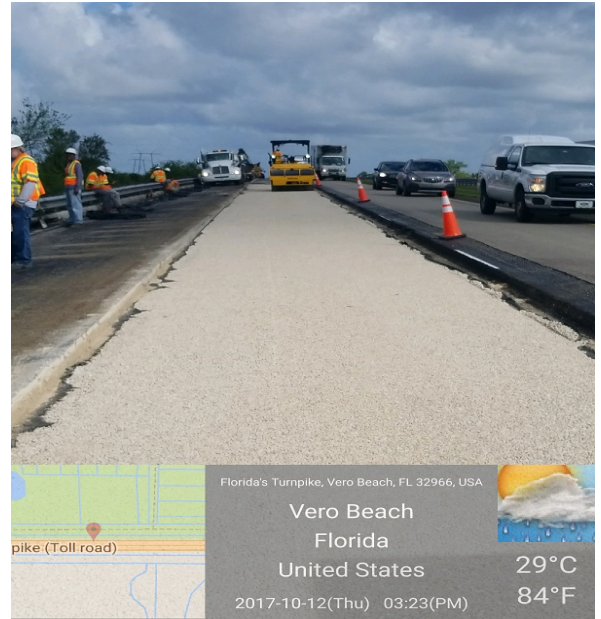 Florida's Turnpike, Vero Beach, FL 32966, USA
Vero Beach
Florida
United States
2017-10-12(Thu) 03:23(PM)
pike (Toll road)
29°C
84°F